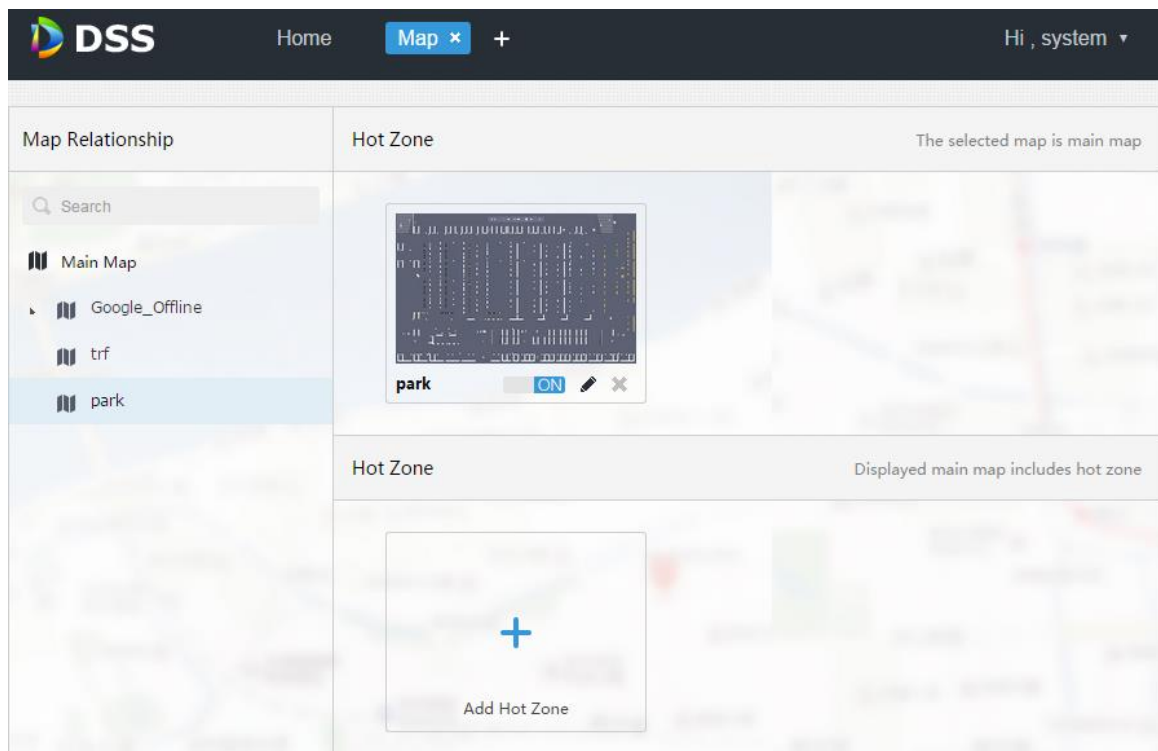 DSS
Home
Map ×
+
Hi , system ▼
Map Relationship
Search
Main Map
Google_Offline
trf
park
Hot Zone
The selected map is main map
park
ON
Hot Zone
Displayed main map includes hot zone
+
Add Hot Zone